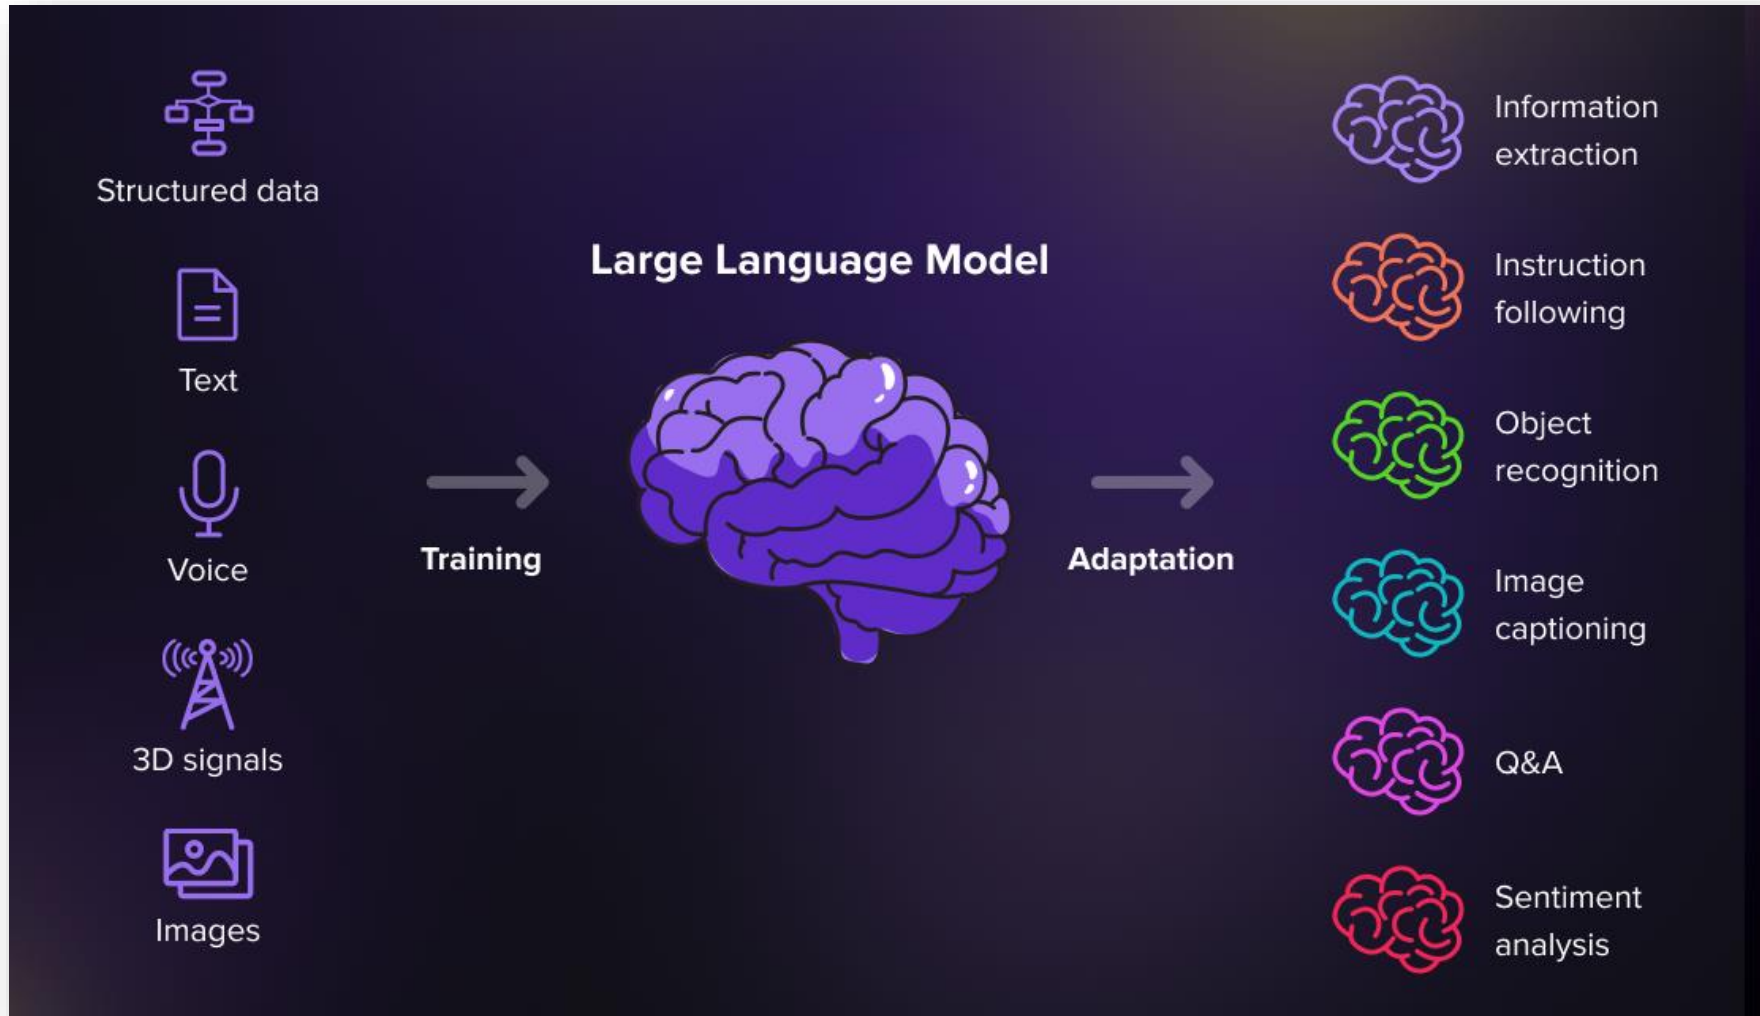 Structured data
Text
Voice
3D signals
Images
Training
Large Language Model
Adaptation
Information
extraction
Instruction
following
Object
recognition
Image
captioning
Q&A
Sentiment
analysis